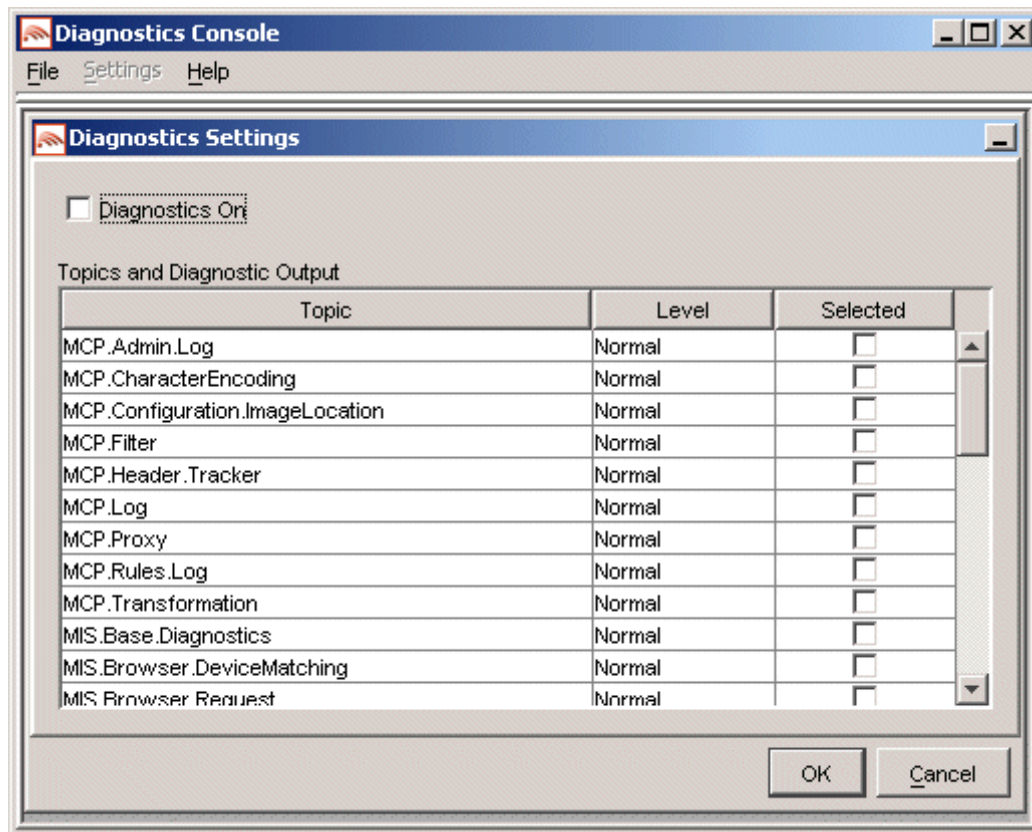 Diagnostics Console
File Settings Help
Diagnostics Settings
Diagnostics On
Topics and Diagnostic Output
Topic Level Selected
MCP.Admin.Log Normal
MCP.CharacterEncoding Normal
MCP.Configuration.ImageLocation Normal
MCP.Filter Normal
MCP.Header.Tracker Normal
MCP.Log Normal
MCP.Proxy Normal
MCP.Rules.Log Normal
MCP.Transformation Normal
MIS.Base.Diagnostics Normal
MIS.Browser.DeviceMatching Normal
MIS.Browser.Request Normal
OK Cancel